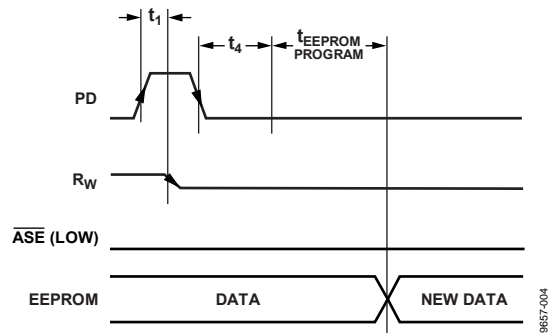 t1
t4
tEEPROM
PROGRAM
PD
RW
ASE (LOW)
EEPROM
DATA
NEW DATA
9657-004